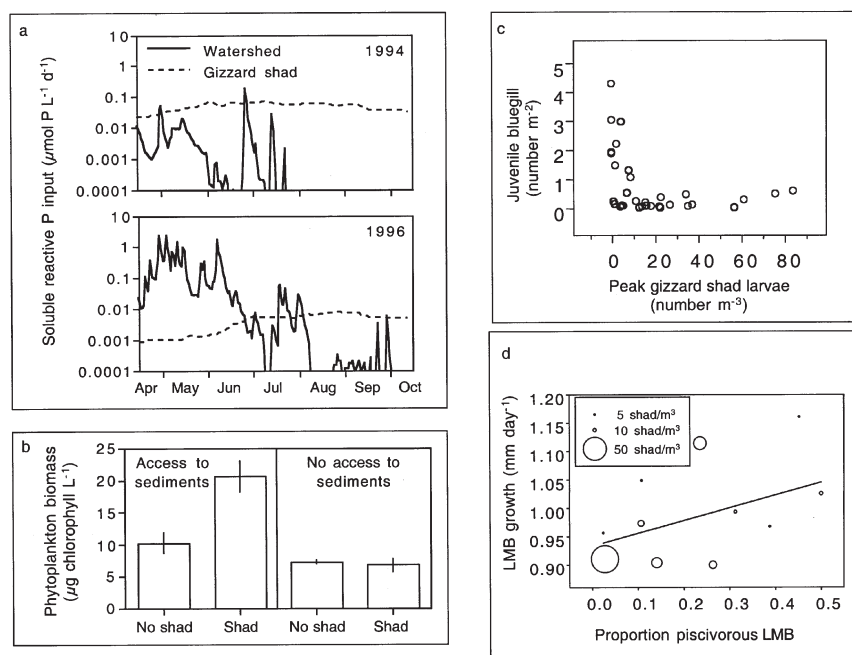 a
Soluble reactive P input (µmol P L⁻¹ d⁻¹)
10
1
0.1
0.01
0.001
0.0001
Watershed
Gizzard shad
1994
10
1
0.1
0.01
0.001
0.0001
1996
Apr May Jun Jul Aug Sep Oct
b
Phytoplankton biomass
(µg chlorophyll L⁻¹)
25
20
15
10
5
0
Access to
sediments
No access to
sediments
No shad Shad No shad Shad
c
Juvenile bluegill
(number m⁻²)
5
4
3
2
1
0
0 20 40 60 80
Peak gizzard shad larvae
(number m⁻³)
d
LMB growth (mm day⁻¹)
1.20
1.15
1.10
1.05
1.00
0.95
0.90
5 shad/m³
10 shad/m³
50 shad/m³
0.0 0.1 0.2 0.3 0.4 0.5
Proportion piscivorous LMB